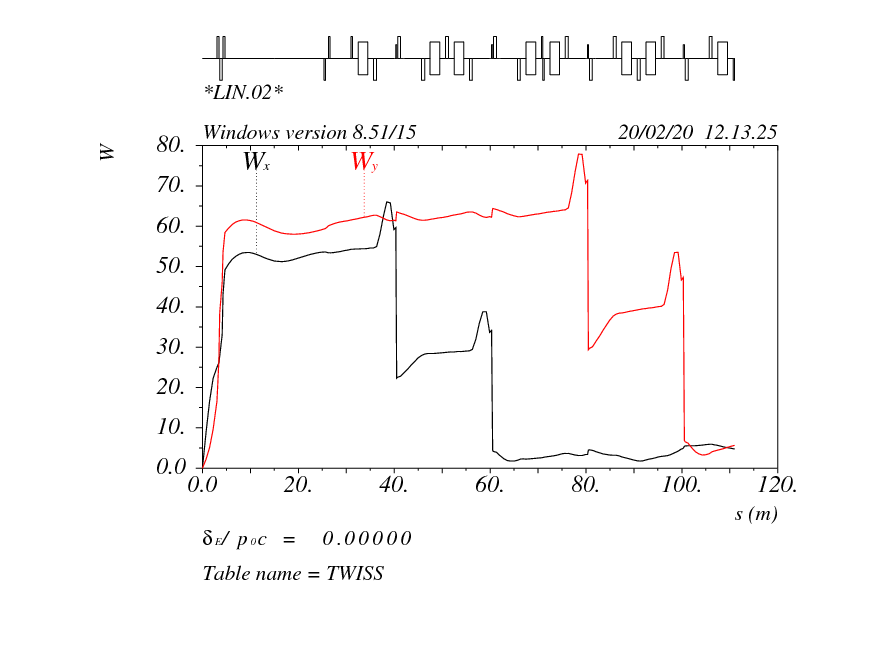 *LIN.02*
Windows version 8.51/15 20/02/20 12.13.25
W
80.
Wx Wy
70.
60.
50.
40.
30.
20.
10.
0.0
0.0 20. 40. 60. 80. 100. 120.
s (m)
δE/ p0c = 0.00000
Table name = TWISS